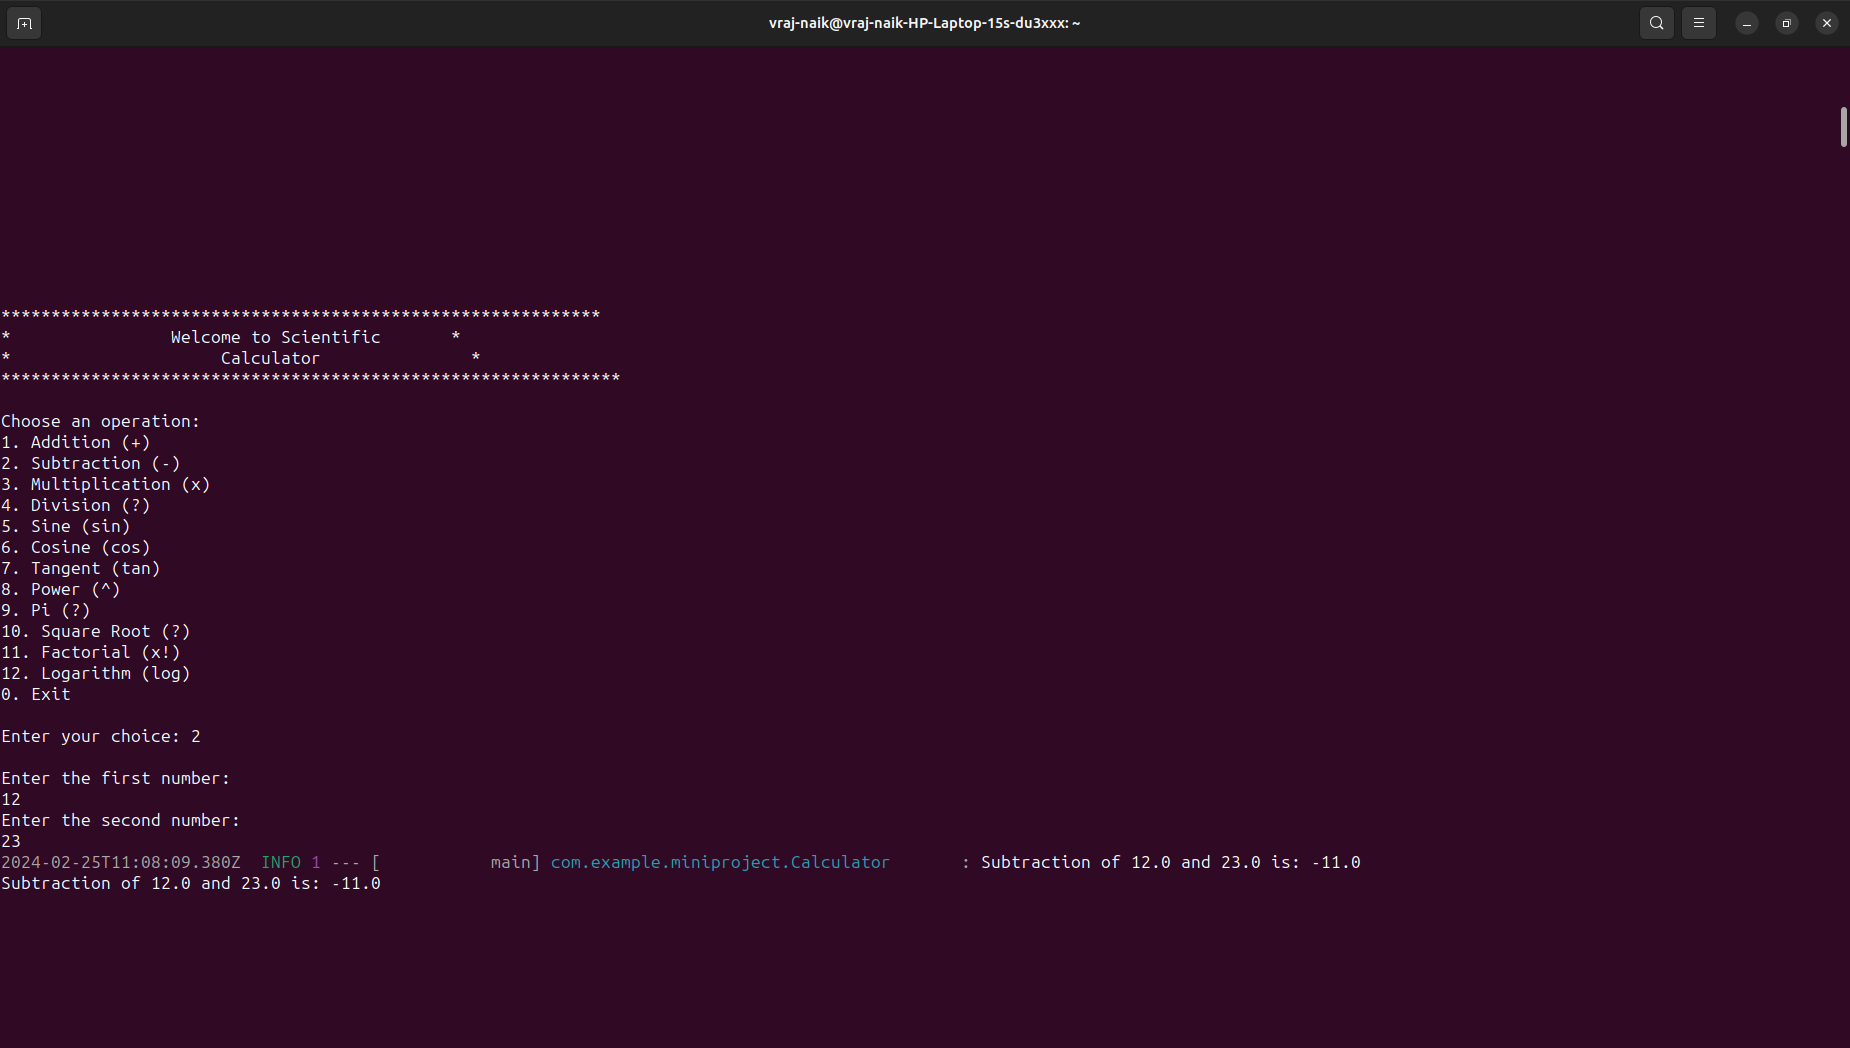 vraj-naik@vraj-naik-HP-Laptop-15s-du3xxx: ~
************************************************************
*                Welcome to Scientific       *
*                     Calculator               *
**************************************************************
Choose an operation:
1. Addition (+)
2. Subtraction (-)
3. Multiplication (x)
4. Division (?)
5. Sine (sin)
6. Cosine (cos)
7. Tangent (tan)
8. Power (^)
9. Pi (?)
10. Square Root (?)
11. Factorial (x!)
12. Logarithm (log)
0. Exit
Enter your choice: 2
Enter the first number:
12
Enter the second number:
23
2024-02-25T11:08:09.380Z  INFO 1 --- [           main] com.example.miniproject.Calculator       : Subtraction of 12.0 and 23.0 is: -11.0
Subtraction of 12.0 and 23.0 is: -11.0